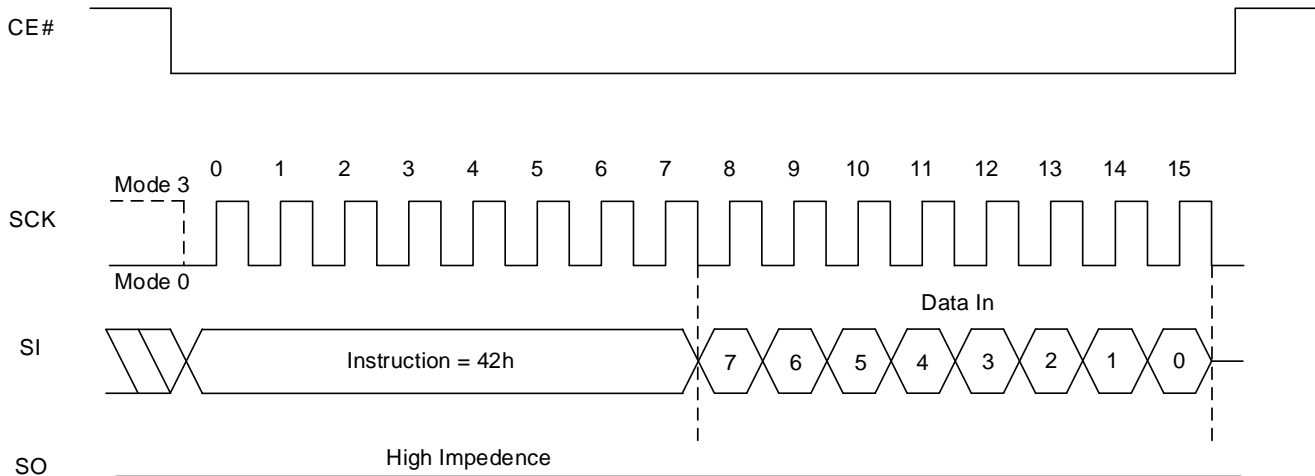 CE#
0 1 2 3 4 5 6 7 8 9 10 11 12 13 14 15
Mode 3
SCK
Mode 0
Data In
SI
Instruction = 42h
7 6 5 4 3 2 1 0
High Impedence
SO